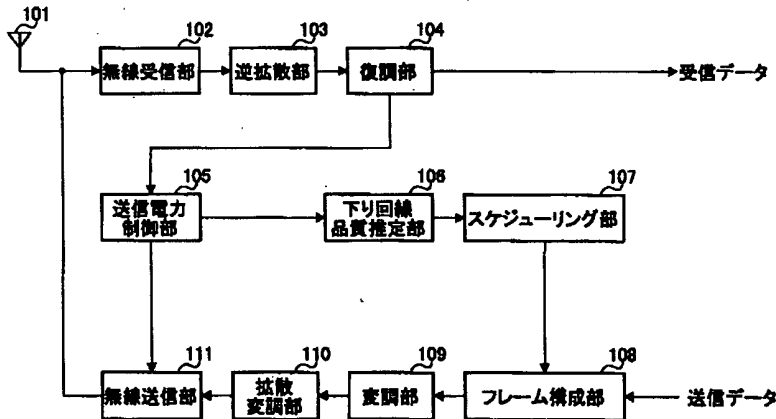 101
102
103
104
無線受信部
逆拡散部
復調部
受信データ
105
106
107
送信電力
制御部
下り回線
品質推定部
スケジューリング部
111
110
109
108
無線送信部
拡散
変調部
変調部
フレーム構成部
送信データ